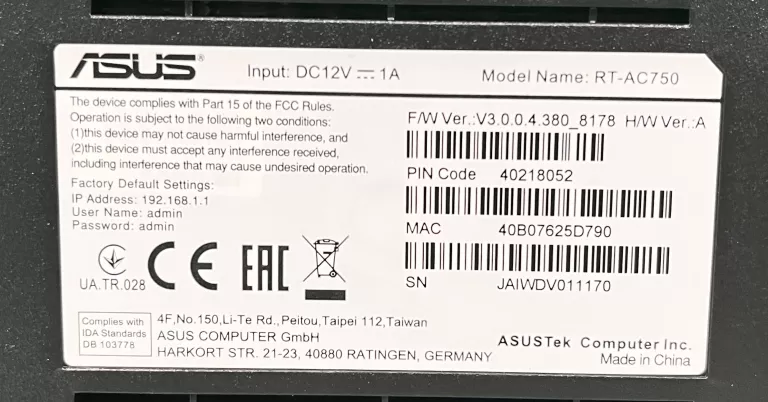 ASUS® Input: DC12V ⎓ 1A Model Name: RT-AC750
The device complies with Part 15 of the FCC Rules.
Operation is subject to the following two conditions:
(1)this device may not cause harmful interference, and
(2)this device must accept any interference received,
including interference that may cause undesired operation.
Factory Default Settings:
IP Address: 192.168.1.1
User Name: admin
Password: admin
UA.TR.028
CE EAC
F/W Ver.:V3.0.0.4.380_8178 H/W Ver.:A
PIN Code 40218052
MAC 40B07625D790
SN JAIWDV011170
Complies with
IDA Standards
DB 103778
4F,No.150,Li-Te Rd., Peitou,Taipei 112,Taiwan
ASUS COMPUTER GmbH
HARKORT STR. 21-23, 40880 RATINGEN, GERMANY
ASUSTek Computer Inc.
Made in China